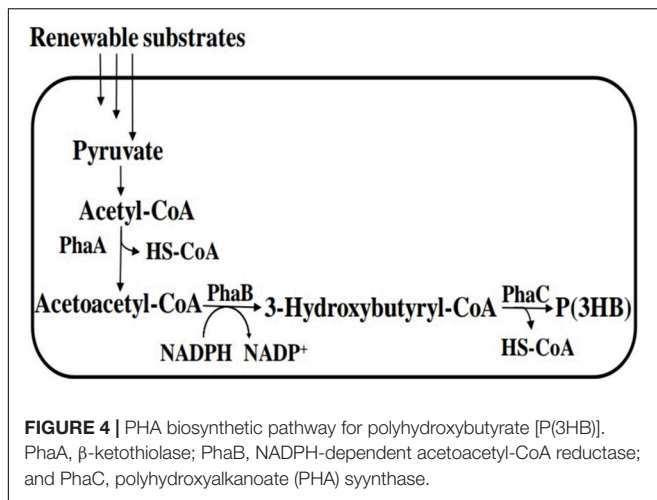 Renewable substrates
Pyruvate
Acetyl-CoA
PhaA
HS-CoA
Acetoacetyl-CoA PhaB 3-Hydroxybutyryl-CoA PhaC P(3HB)
NADPH NADP⁺
HS-CoA
FIGURE 4 | PHA biosynthetic pathway for polyhydroxybutyrate [P(3HB)].
PhaA, β-ketothiolase; PhaB, NADPH-dependent acetoacetyl-CoA reductase;
and PhaC, polyhydroxyalkanoate (PHA) syynthase.